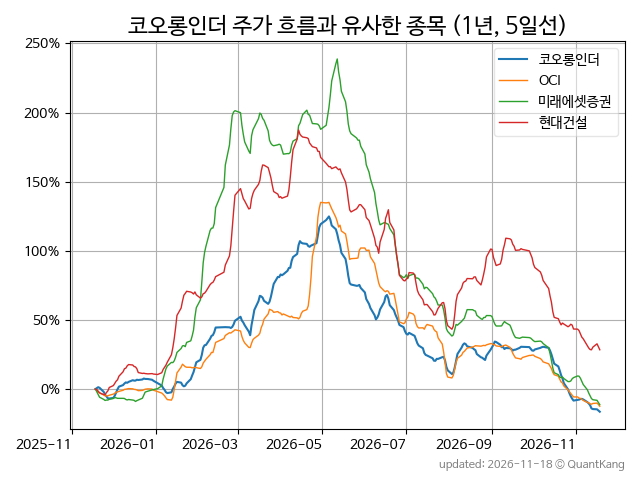 코오롱인더 주가 흐름과 유사한 종목 (1년, 5일선)
250%
200%
150%
100%
50%
0%
코오롱인더
OCI
미래에셋증권
현대건설
2025-11
2026-01
2026-03
2026-05
2026-07
2026-09
2026-11
updated: 2026-11-18 © QuantKang